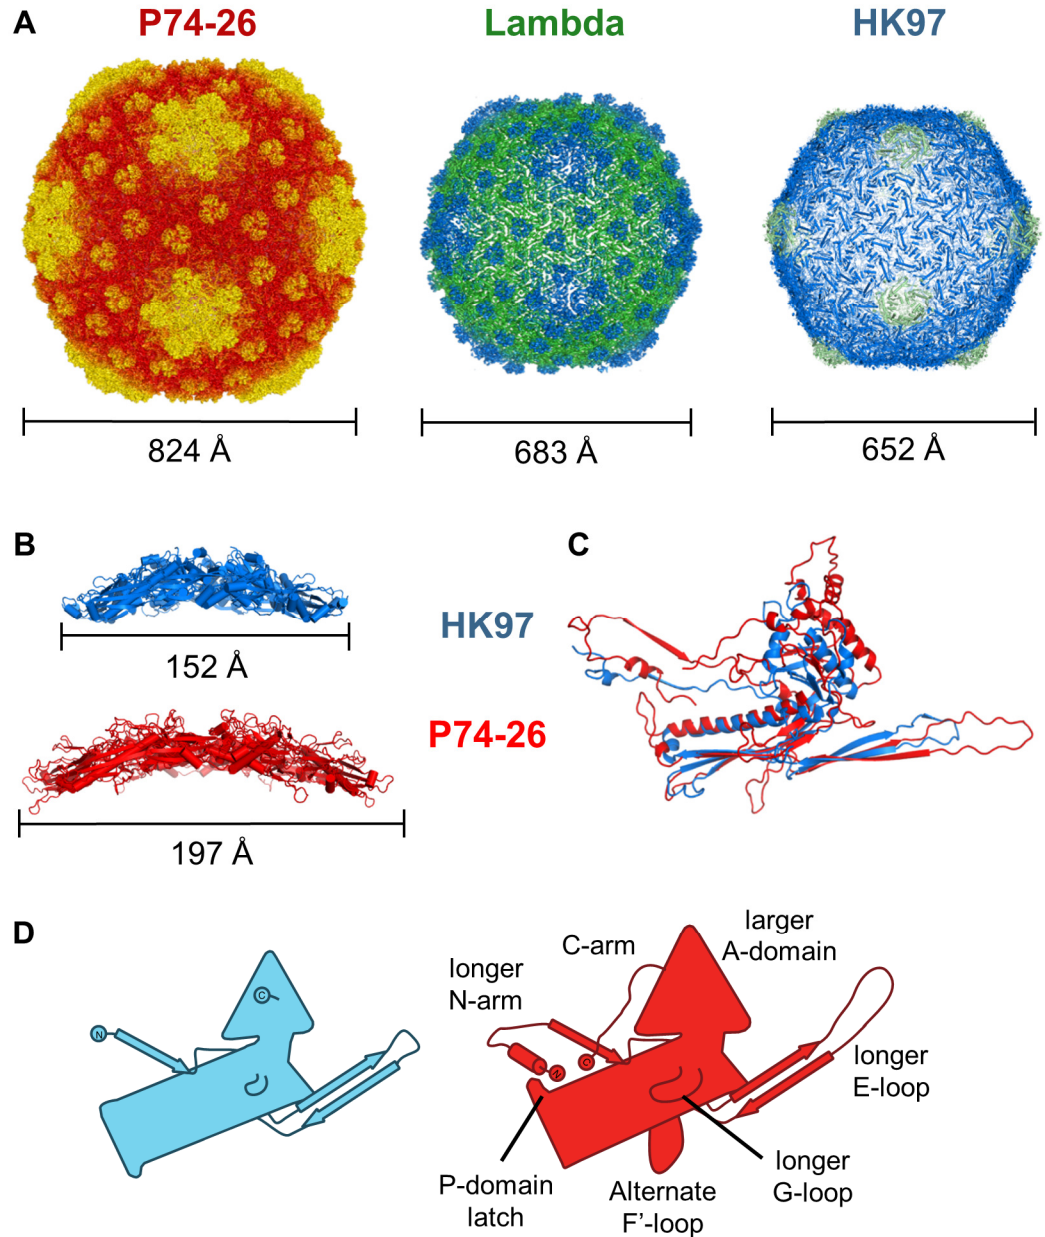 A
P74-26
Lambda
HK97
824 Å
683 Å
652 Å
B
C
152 Å
HK97
P74-26
197 Å
D
C
N
longer
N-arm
C-arm
larger
A-domain
N
C
longer
E-loop
P-domain
latch
Alternate
F’-loop
longer
G-loop